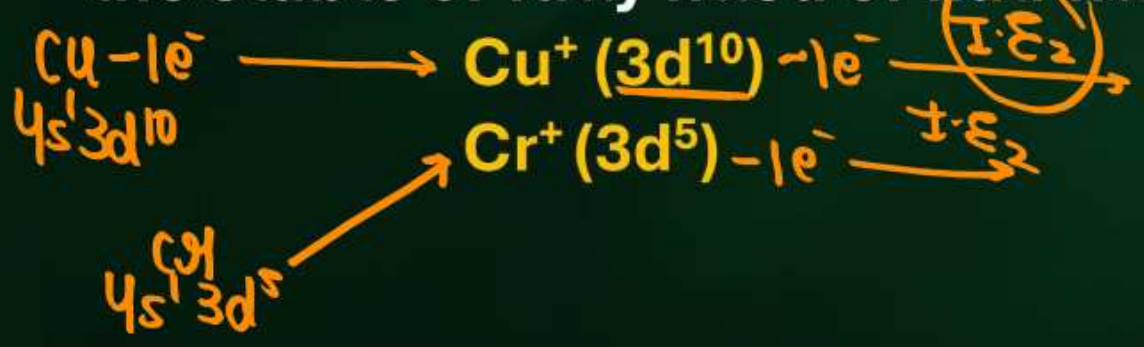 Cu -1e⁻ → Cu⁺ (3d¹⁰) -1e⁻ I.E₂ →
4s¹3d¹⁰
Cr⁺ (3d⁵) -1e⁻ I.E₂ →
Cr
4s¹3d⁵